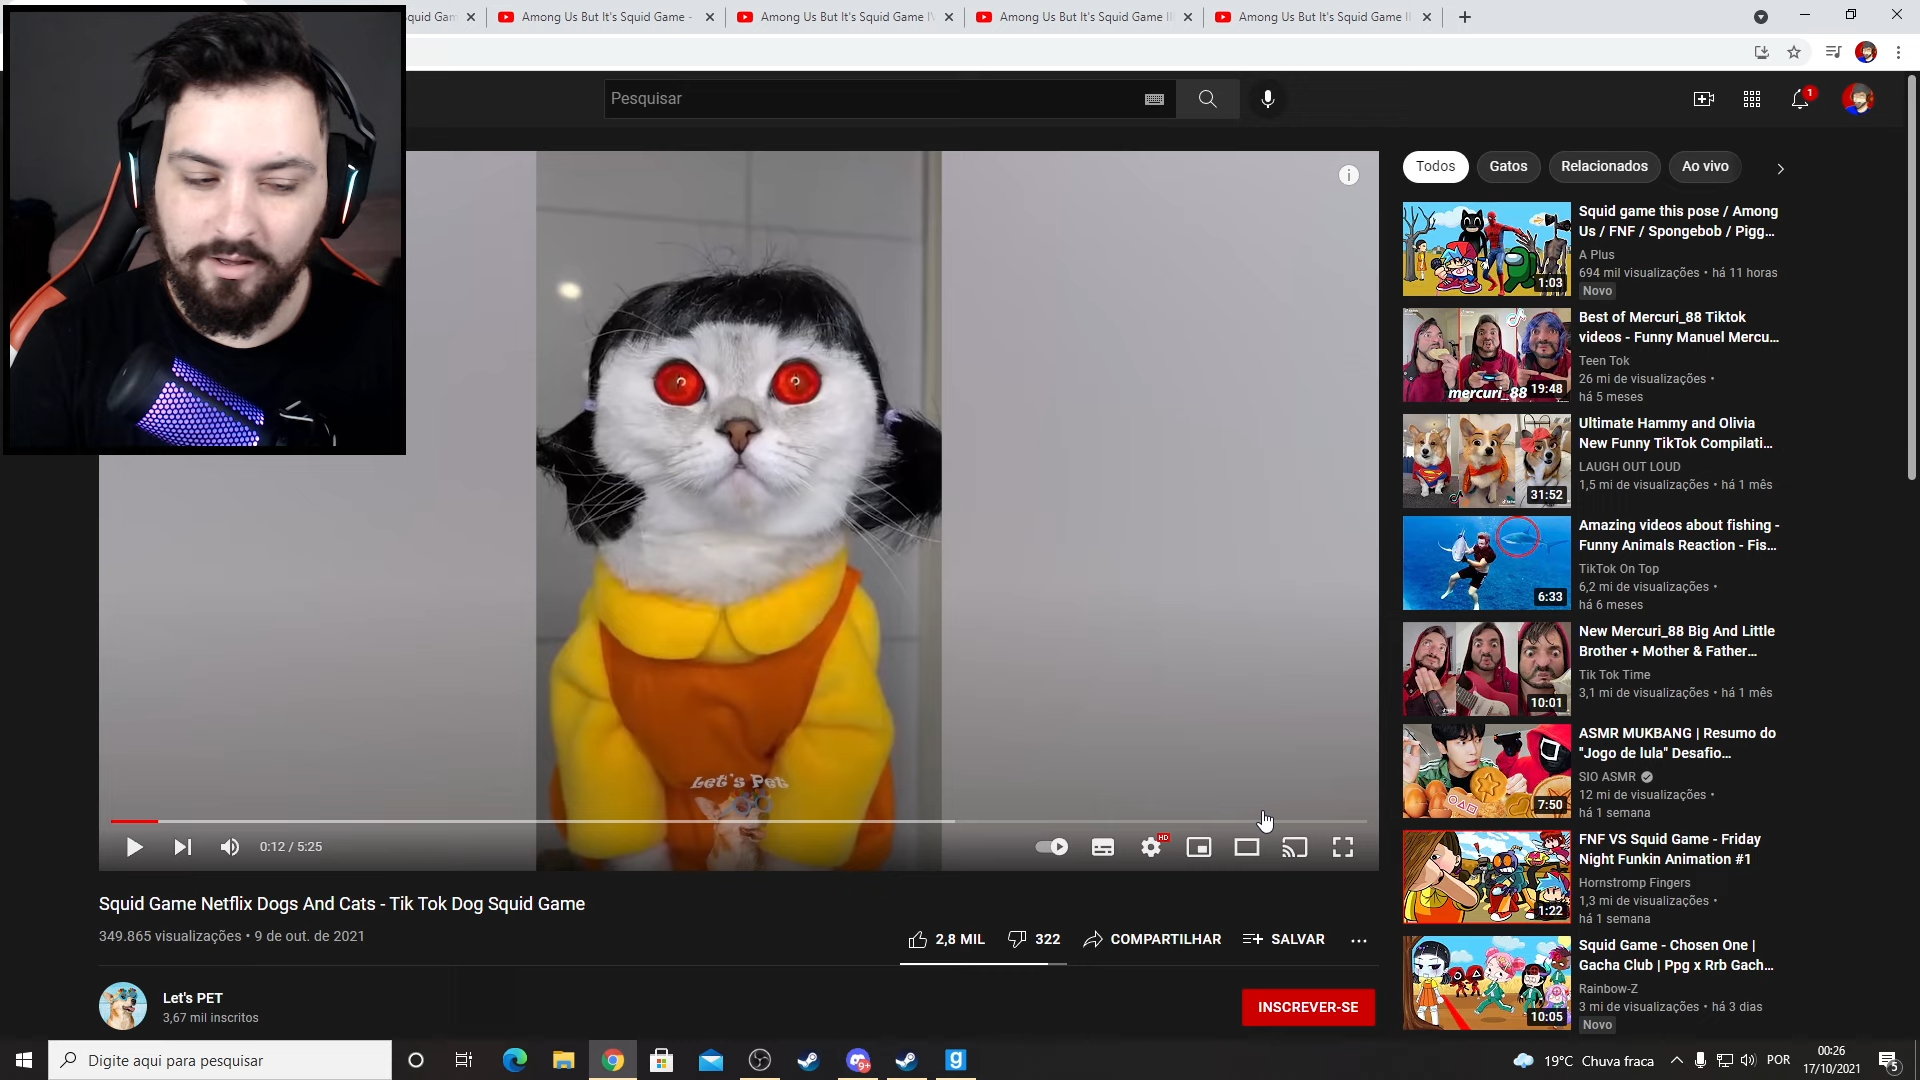 quid Gam
Among Us But It's Squid Game -
Among Us But It's Squid Game I
Among Us But It's Squid Game II
Among Us But It's Squid Game I
Pesquisar
1
Todos
Gatos
Relacionados
Ao vivo
Squid game this pose / Among
Us / FNF / Spongebob / Pigg...
A Plus
694 mil visualizações • há 11 horas
Novo
1:03
Best of Mercuri_88 Tiktok
videos - Funny Manuel Mercu...
Teen Tok
26 mi de visualizações •
há 5 meses
mercuri_88
19:48
Ultimate Hammy and Olivia
New Funny TikTok Compilati...
LAUGH OUT LOUD
1,5 mi de visualizações • há 1 mês
31:52
Amazing videos about fishing -
Funny Animals Reaction - Fis...
TikTok On Top
6,2 mi de visualizações •
há 6 meses
6:33
New Mercuri_88 Big And Little
Brother + Mother & Father...
Tik Tok Time
3,1 mi de visualizações • há 1 mês
10:01
ASMR MUKBANG | Resumo do
"Jogo de lula" Desafio...
SIO ASMR
12 mi de visualizações •
há 1 semana
7:50
FNF VS Squid Game - Friday
Night Funkin Animation #1
Hornstromp Fingers
1,3 mi de visualizações •
há 1 semana
1:22
Squid Game - Chosen One |
Gacha Club | Ppg x Rrb Gach...
Rainbow-Z
3 mi de visualizações • há 3 dias
Novo
10:05
Let's Pet
0:12 / 5:25
HD
Squid Game Netflix Dogs And Cats - Tik Tok Dog Squid Game
349.865 visualizações • 9 de out. de 2021
2,8 MIL
322
COMPARTILHAR
SALVAR
Let's PET
3,67 mil inscritos
INSCREVER-SE
Digite aqui para pesquisar
9+
19°C Chuva fraca
POR
00:26
17/10/2021
5